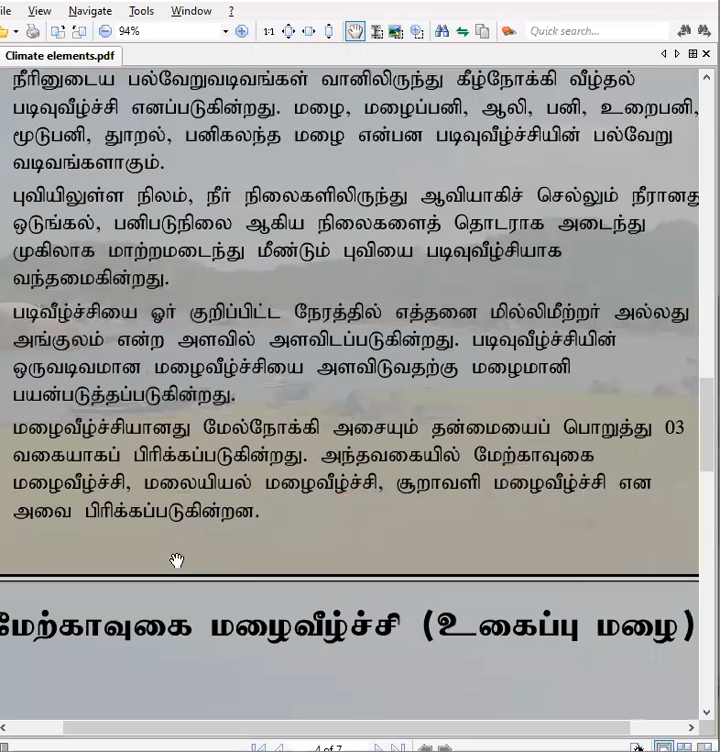 ile View Navigate Tools Window ?
94% 1:1 Quick search...
Climate elements.pdf
நீரினுடைய பல்வேறுவடிவங்கள் வானிலிருந்து கீழ்நோக்கி வீழ்தல்
படிவுவீழ்ச்சி எனப்படுகின்றது. மழை, மழைப்பனி, ஆலி, பனி, உறைபனி,
மூடுபனி, தூறல், பனிகலந்த மழை என்பன படிவுவீழ்ச்சியின் பல்வேறு
வடிவங்களாகும்.
புவியிலுள்ள நிலம், நீர் நிலைகளிலிருந்து ஆவியாகிச் செல்லும் நீரானது
ஒடுங்கல், பனிபடுநிலை ஆகிய நிலைகளைத் தொடராக அடைந்து
முகிலாக மாற்றமடைந்து மீண்டும் புவியை படிவுவீழ்சியாக
வந்தமைகின்றது.
படிவீழ்ச்சியை ஓர் குறிப்பிட்ட நேரத்தில் எத்தனை மில்லிமீற்றர் அல்லது
அங்குலம் என்ற அளவில் அளவிடப்படுகின்றது. படிவுவீழ்ச்சியின்
ஒருவடிவமான மழைவீழ்ச்சியை அளவிடுவதற்கு மழைமானி
பயன்படுத்தப்படுகின்றது.
மழைவீழ்ச்சியானது மேல்நோக்கி அசையும் தன்மையைப் பொறுத்து 03
வகையாகப் பிரிக்கப்படுகின்றது. அந்தவகையில் மேற்காவுகை
மழைவீழ்ச்சி, மலையியல் மழைவீழ்ச்சி, சூறாவளி மழைவீழ்ச்சி என
அவை பிரிக்கப்படுகின்றன.
மேற்காவுகை மழைவீழ்ச்சி (உகைப்பு மழை)
4 of 7